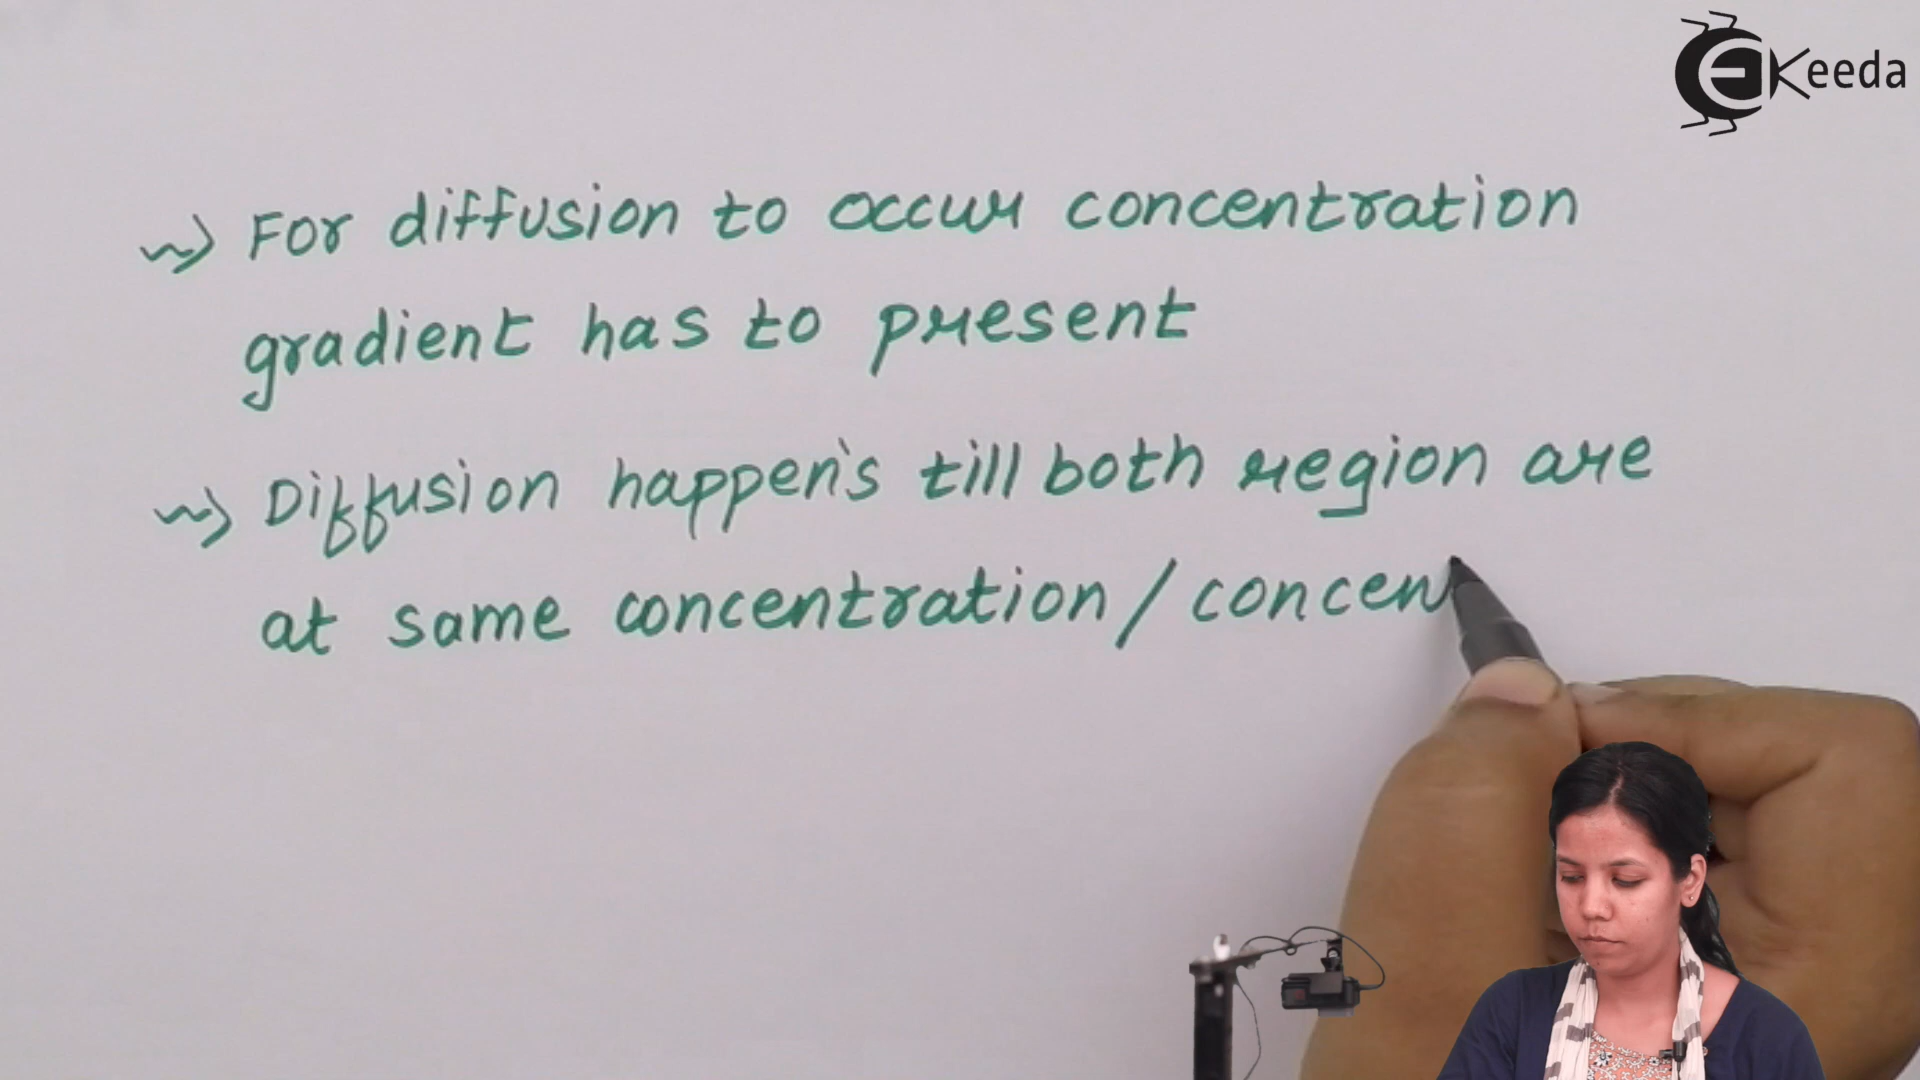 EKeeda
~> For diffusion to occur concentration
gradient has to present
~> Diffusion happen's till both region are
at same concentration / concen